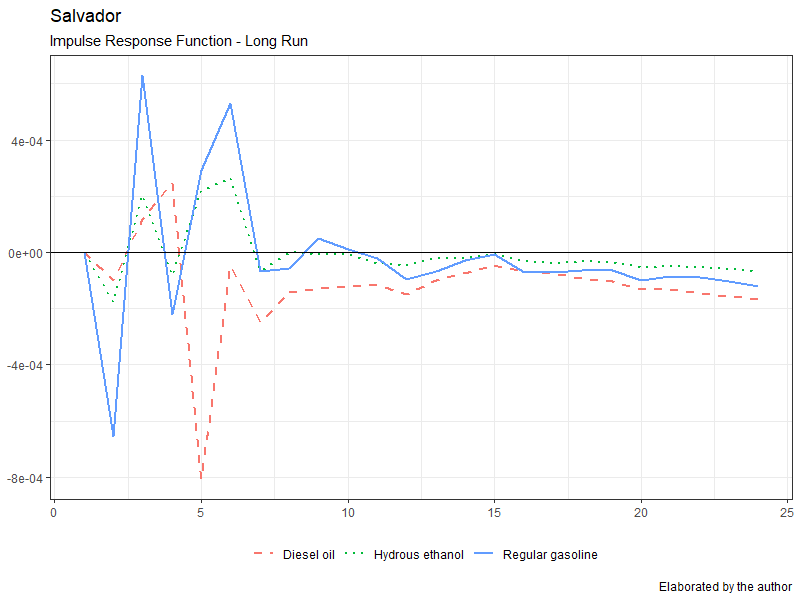 Salvador
Impulse Response Function - Long Run
4e-04
0e+00
-4e-04
-8e-04
0 5 10 15 20 25
Diesel oil Hydrous ethanol Regular gasoline
Elaborated by the author